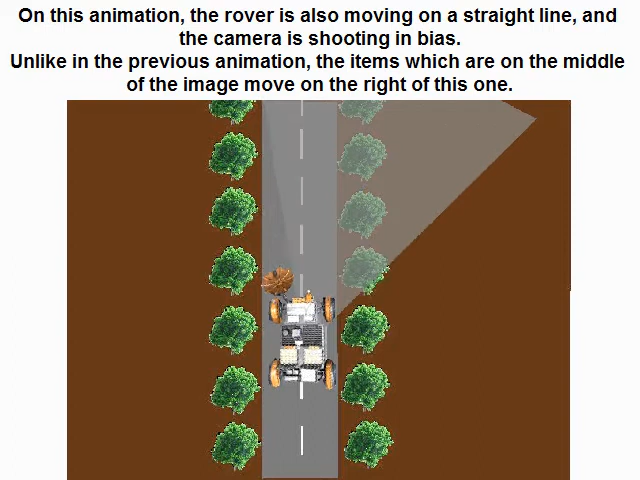 On this animation, the rover is also moving on a straight line, and
the camera is shooting in bias.
Unlike in the previous animation, the items which are on the middle
of the image move on the right of this one.